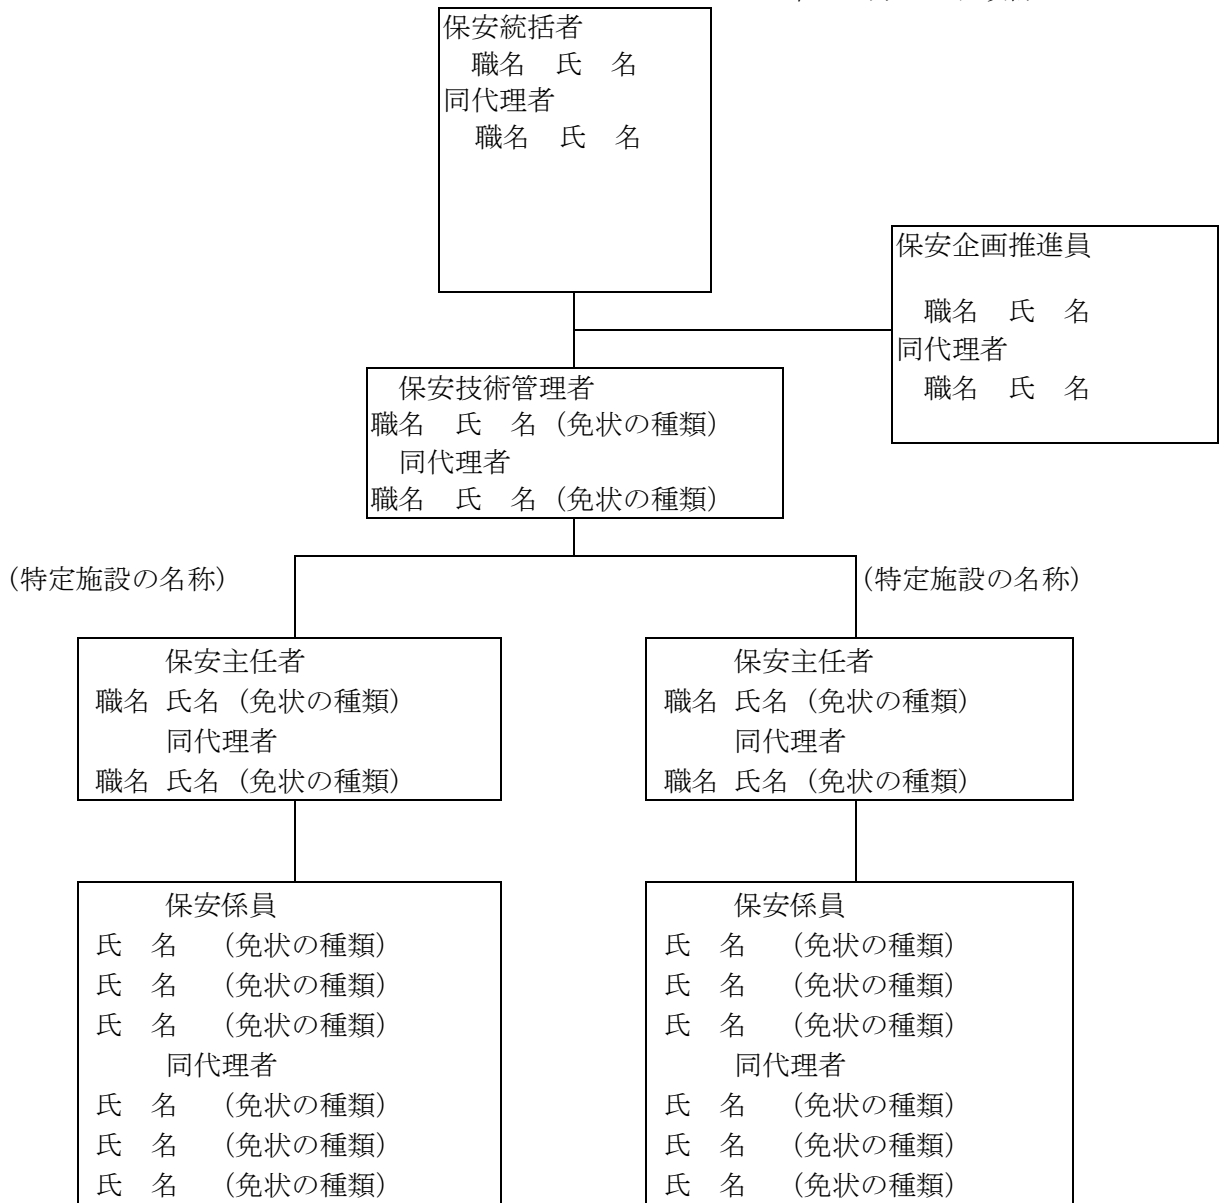 保安統括者
職名　氏　名
同代理者
職名　氏　名
保安企画推進員
職名　氏　名
同代理者
職名　氏　名
保安技術管理者
職名　氏　名（免状の種類）
同代理者
職名　氏　名（免状の種類）
（特定施設の名称）
（特定施設の名称）
保安主任者
職名 氏名（免状の種類）
同代理者
職名 氏名（免状の種類）
保安主任者
職名 氏名（免状の種類）
同代理者
職名 氏名（免状の種類）
保安係員
氏　名　（免状の種類）
氏　名　（免状の種類）
氏　名　（免状の種類）
同代理者
氏　名　（免状の種類）
氏　名　（免状の種類）
氏　名　（免状の種類）
保安係員
氏　名　（免状の種類）
氏　名　（免状の種類）
氏　名　（免状の種類）
同代理者
氏　名　（免状の種類）
氏　名　（免状の種類）
氏　名　（免状の種類）